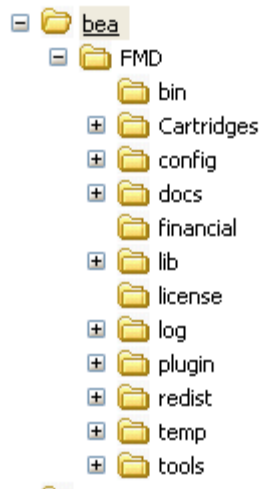 bea
FMD
bin
Cartridges
config
docs
financial
lib
license
log
plugin
redist
temp
tools